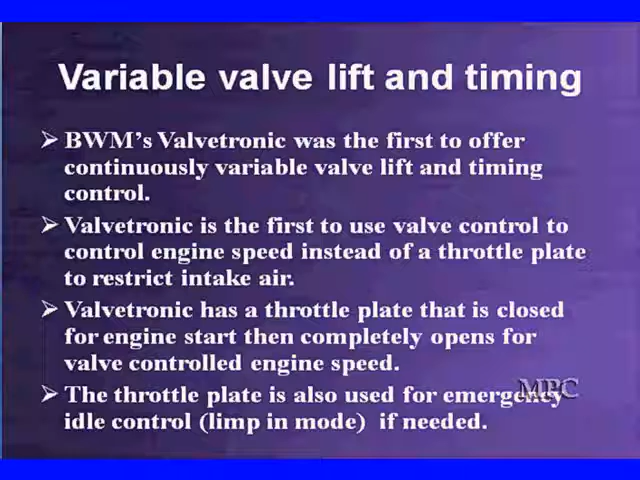 Variable valve lift and timing
➢ BWM's Valvetronic was the first to offer
continuously variable valve lift and timing
control.
➢ Valvetronic is the first to use valve control to
control engine speed instead of a throttle plate
to restrict intake air.
➢ Valvetronic has a throttle plate that is closed
for engine start then completely opens for
valve controlled engine speed.
➢ The throttle plate is also used for emergency
idle control (limp in mode)  if needed.
MPC